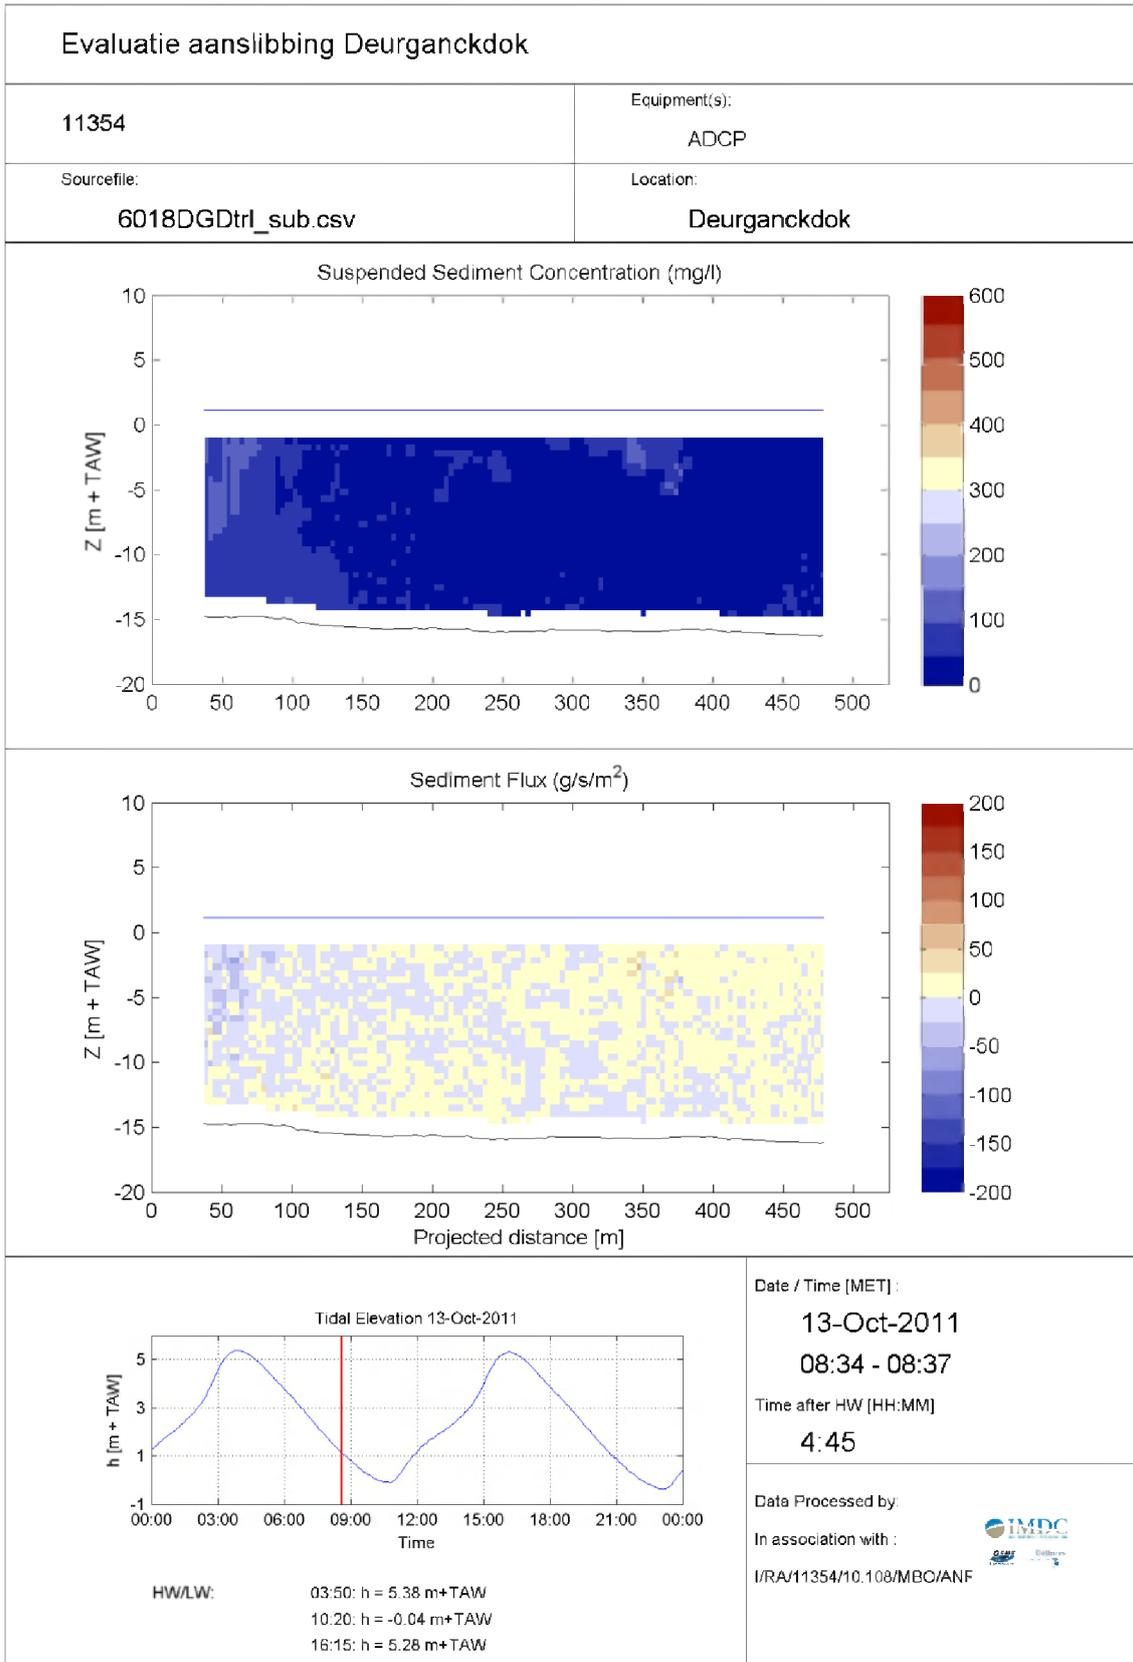 Evaluatie aanslibbing Deurganckdok
11354
Equipment(s):
ADCP
Sourcefile:
6018DGDtrl_sub.csv
Location:
Deurganckdok
Suspended Sediment Concentration (mg/l)
10
5
0
-5
-10
-15
-20
Z [m + TAW]
0 50 100 150 200 250 300 350 400 450 500
600
500
400
300
200
100
0
Sediment Flux (g/s/m2)
10
5
0
-5
-10
-15
-20
Z [m + TAW]
0 50 100 150 200 250 300 350 400 450 500
Projected distance [m]
200
150
100
50
0
-50
-100
-150
-200
Tidal Elevation 13-Oct-2011
5
3
1
-1
h [m + TAW]
00:00 03:00 06:00 09:00 12:00 15:00 18:00 21:00 00:00
Time
HW/LW:
03:50: h = 5.38 m+TAW
10:20: h = -0.04 m+TAW
16:15: h = 5.28 m+TAW
Date / Time [MET] :
13-Oct-2011
08:34 - 08:37
Time after HW [HH:MM]
4:45
Data Processed by:
IMDC
In association with :
I/RA/11354/10.108/MBO/ANF